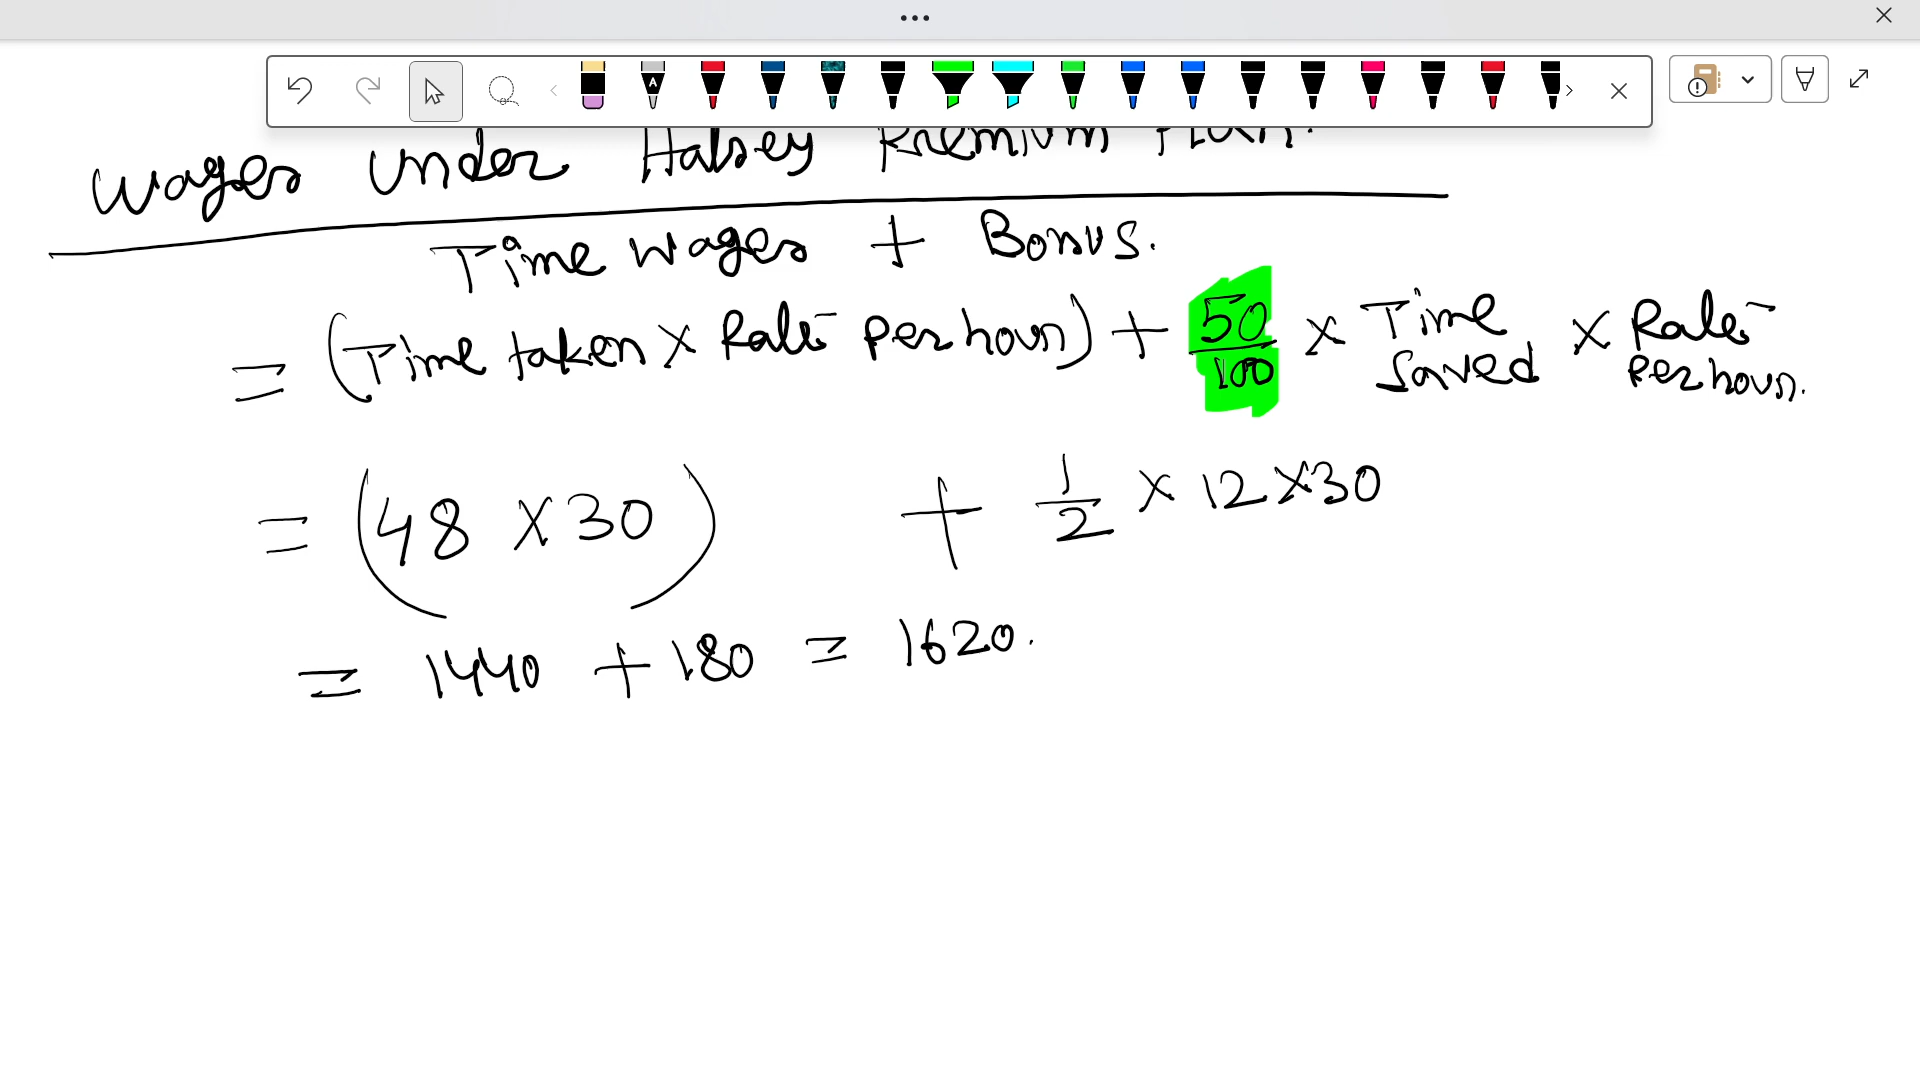 Wages Under Halsey Premium Plan.
Time Wages + Bonus.
= (Time taken × Rate per hour) + 50/100 × Time Saved × Rate per hour.
= (48 × 30) + 1/2 × 12 × 30
= 1440 + 180 = 1620.